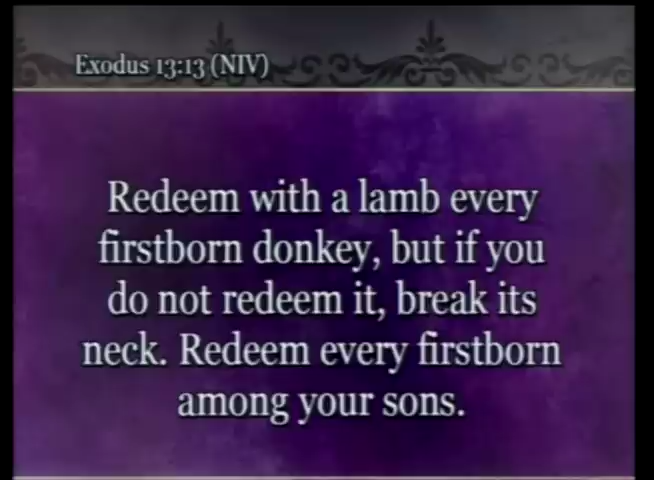 Exodus 13:13 (NIV)
Redeem with a lamb every
firstborn donkey, but if you
do not redeem it, break its
neck. Redeem every firstborn
among your sons.